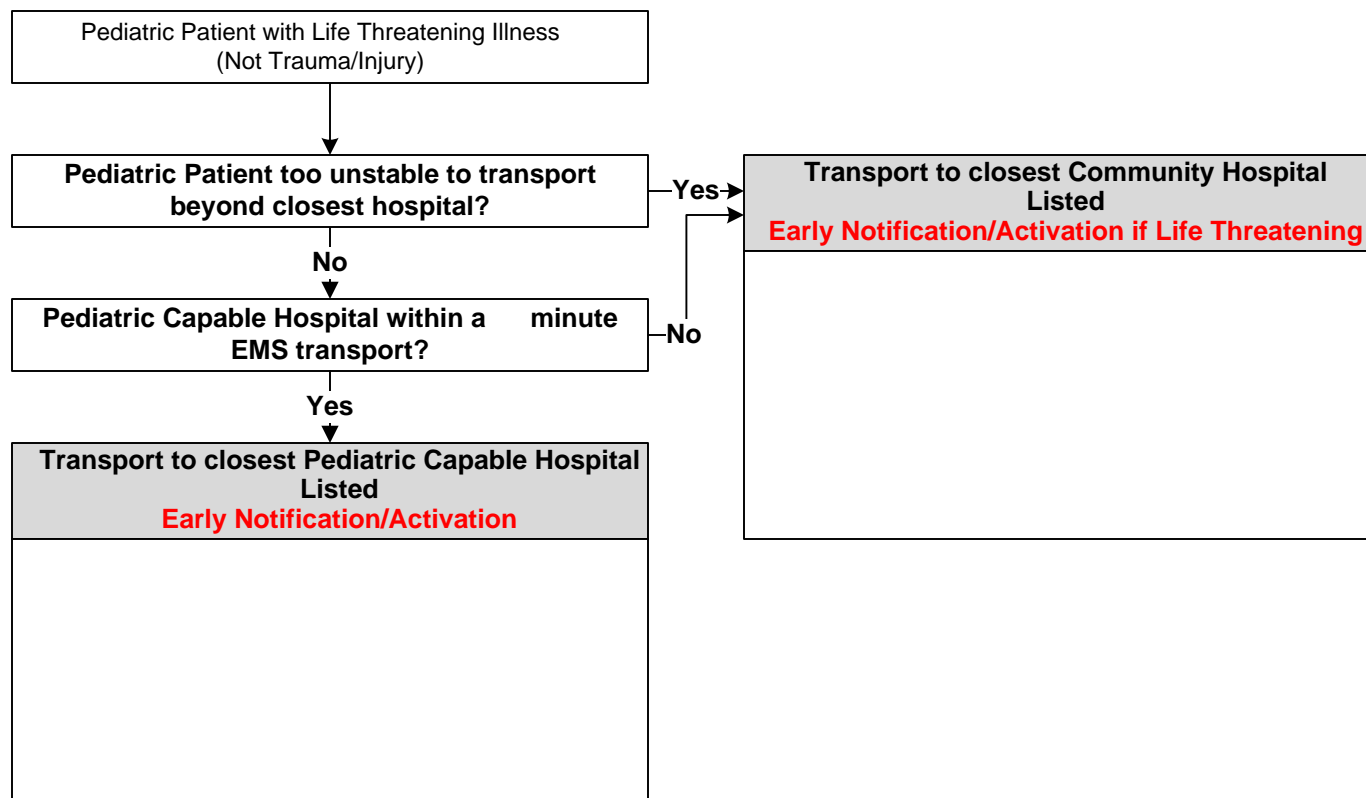 Pediatric Patient with Life Threatening Illness
(Not Trauma/Injury)
Pediatric Patient too unstable to transport
beyond closest hospital?
Yes
Transport to closest Community Hospital
Listed
Early Notification/Activation if Life Threatening
No
Pediatric Capable Hospital within a minute
EMS transport?
No
Yes
Transport to closest Pediatric Capable Hospital
Listed
Early Notification/Activation